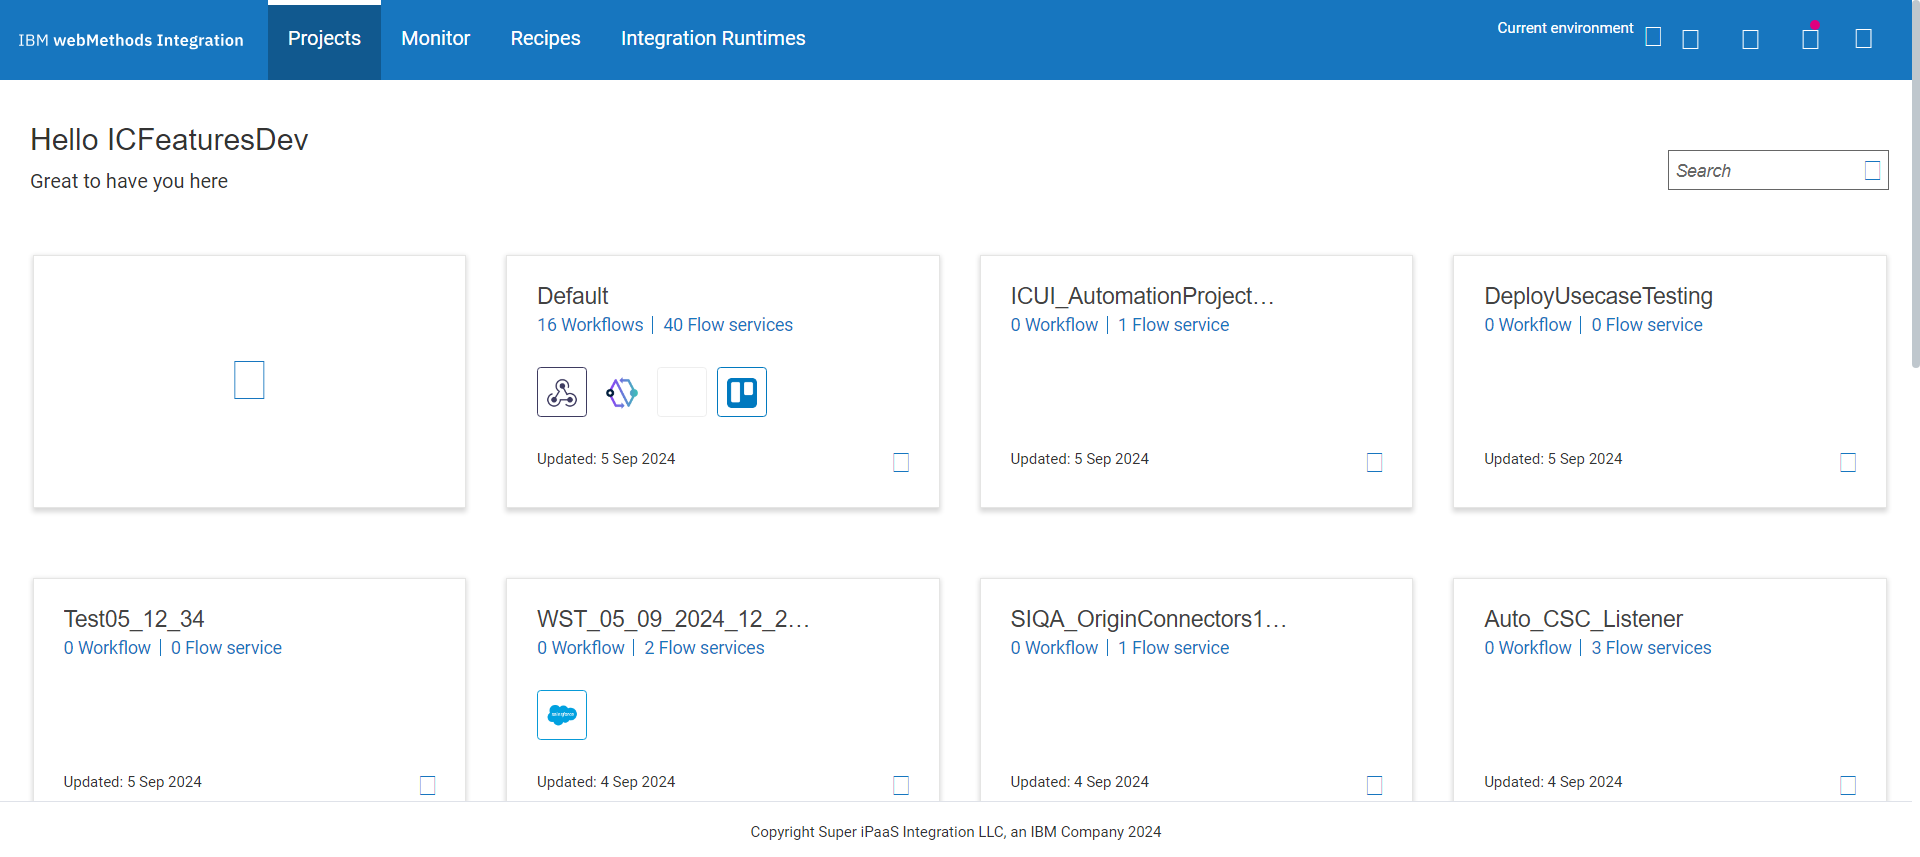 IBM webMethods Integration
Projects
Monitor
Recipes
Integration Runtimes
Current environment
Hello ICFeaturesDev
Great to have you here
Search
Default
16 Workflows | 40 Flow services
Updated: 5 Sep 2024
ICUI_AutomationProject...
0 Workflow | 1 Flow service
Updated: 5 Sep 2024
DeployUsecaseTesting
0 Workflow | 0 Flow service
Updated: 5 Sep 2024
Test05_12_34
0 Workflow | 0 Flow service
Updated: 5 Sep 2024
WST_05_09_2024_12_2...
0 Workflow | 2 Flow services
salesforce
Updated: 4 Sep 2024
SIQA_OriginConnectors1...
0 Workflow | 1 Flow service
Updated: 4 Sep 2024
Auto_CSC_Listener
0 Workflow | 3 Flow services
Updated: 4 Sep 2024
Copyright Super iPaaS Integration LLC, an IBM Company 2024